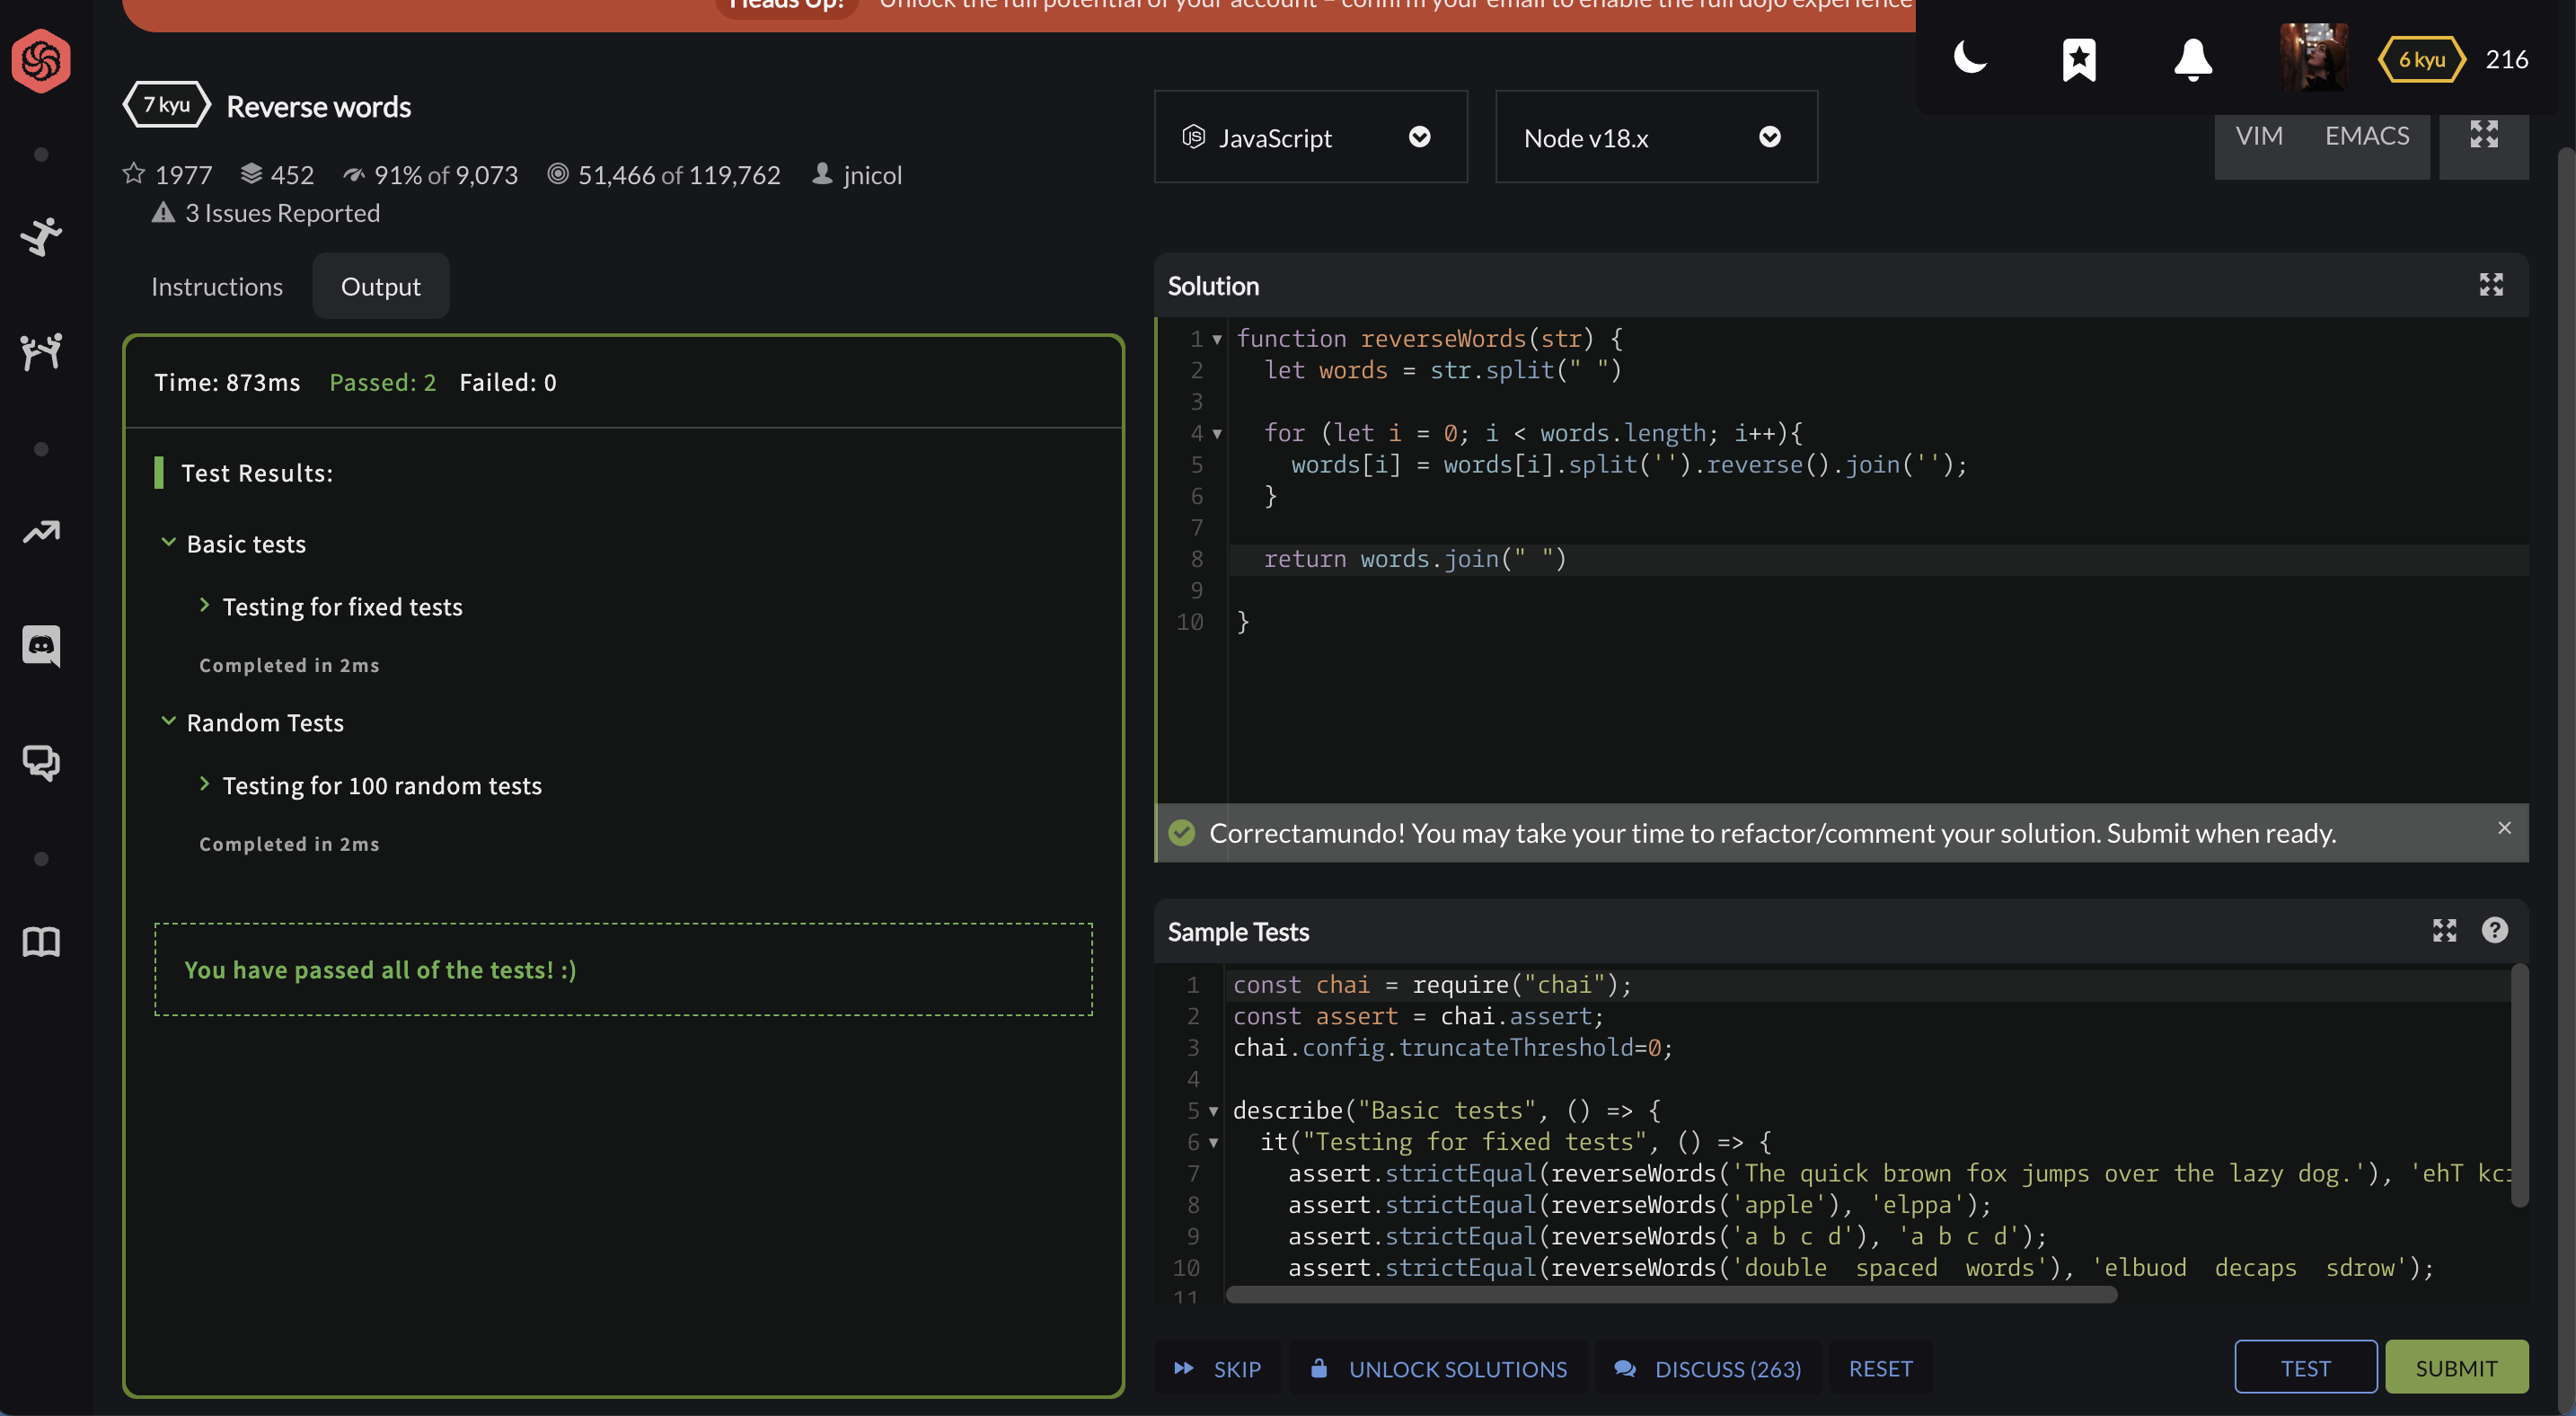 Heads Up! Unlock the full potential of your account – confirm your email to enable the full dojo experience
6 kyu 216
7 kyu Reverse words
1977 452 91% of 9,073 51,466 of 119,762 jnicol
3 Issues Reported
JavaScript Node v18.x VIM EMACS
Instructions Output
Time: 873ms Passed: 2 Failed: 0
Test Results:
Basic tests
Testing for fixed tests
Completed in 2ms
Random Tests
Testing for 100 random tests
Completed in 2ms
You have passed all of the tests! :)
Solution
1 function reverseWords(str) {
2 let words = str.split(" ")
3
4 for (let i = 0; i < words.length; i++){
5 words[i] = words[i].split('').reverse().join('');
6 }
7
8 return words.join(" ")
9
10 }
Correctamundo! You may take your time to refactor/comment your solution. Submit when ready.
Sample Tests
1 const chai = require("chai");
2 const assert = chai.assert;
3 chai.config.truncateThreshold=0;
4
5 describe("Basic tests", () => {
6 it("Testing for fixed tests", () => {
7 assert.strictEqual(reverseWords('The quick brown fox jumps over the lazy dog.'), 'ehT
8 assert.strictEqual(reverseWords('apple'), 'elppa');
9 assert.strictEqual(reverseWords('a b c d'), 'a b c d');
10 assert.strictEqual(reverseWords('double  spaced  words'), 'elbuod  decaps  sdrow');
11
SKIP UNLOCK SOLUTIONS DISCUSS (263) RESET TEST SUBMIT